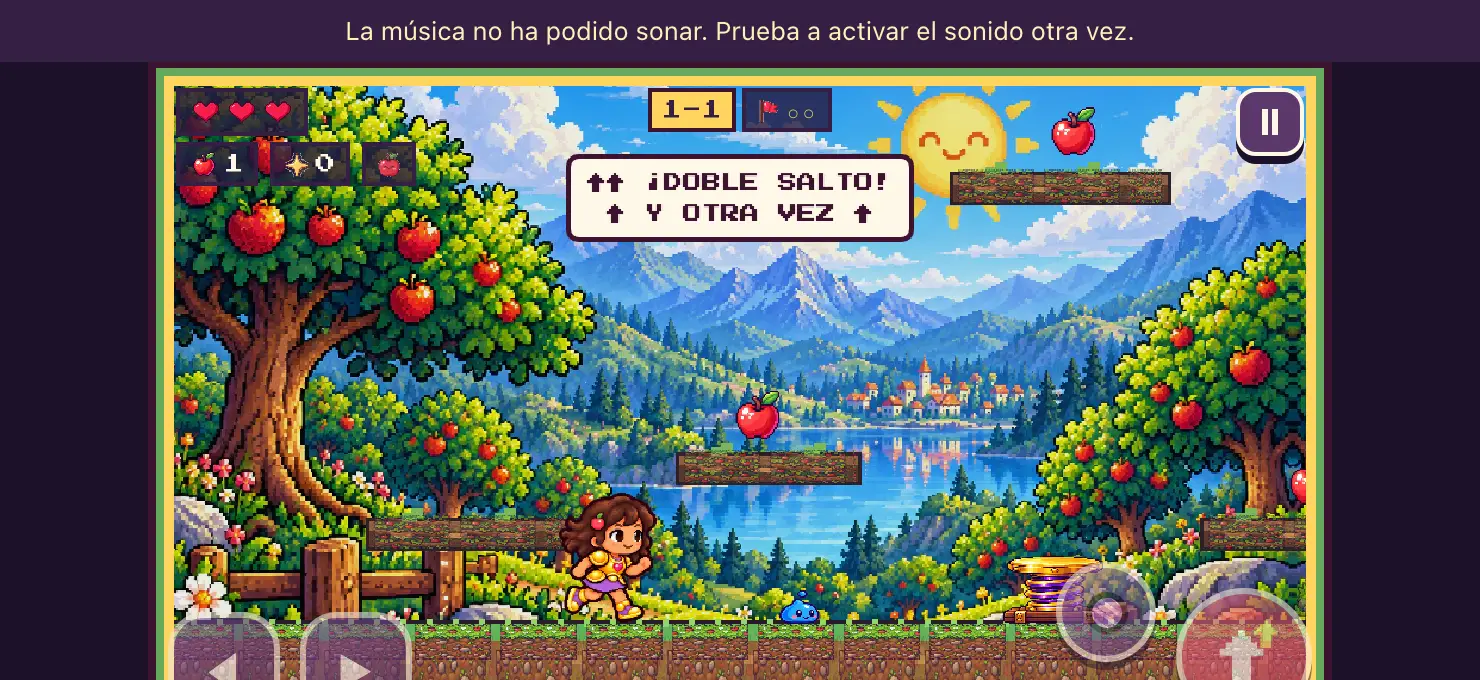 La música no ha podido sonar. Prueba a activar el sonido otra vez.
1-1
1
0
¡DOBLE SALTO!
Y OTRA VEZ